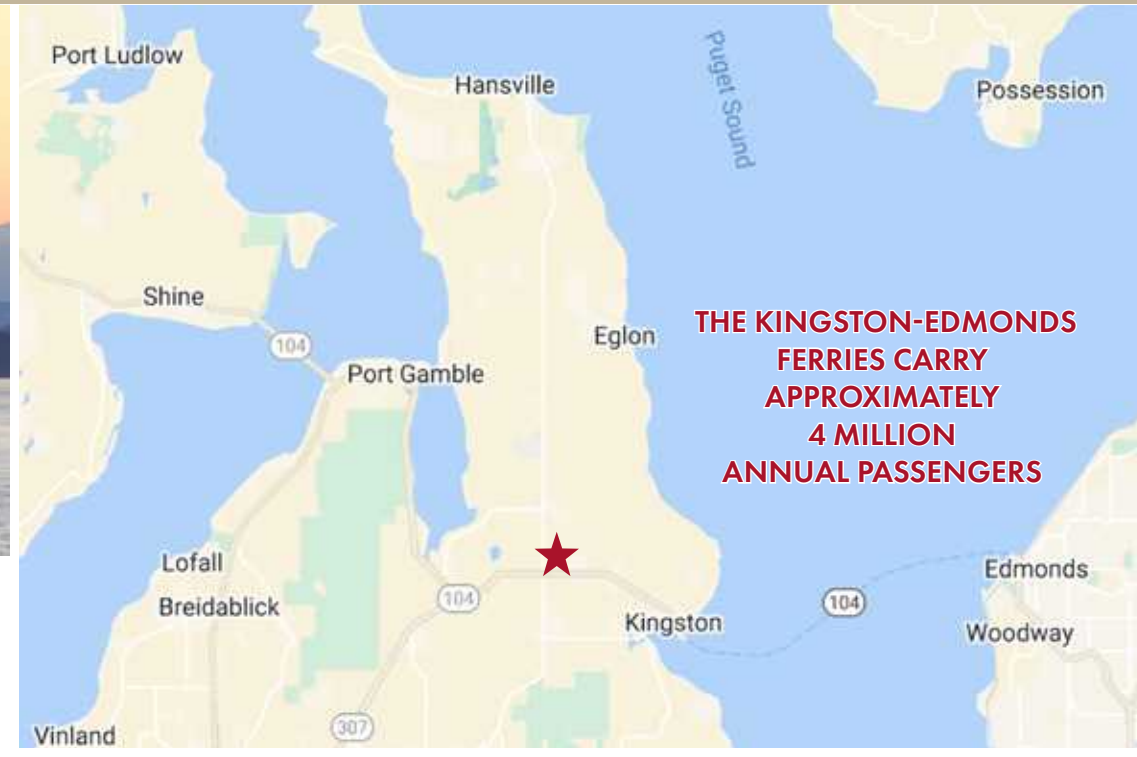 Port Ludlow
Hansville
Puget Sound
Possession
Shine
104
Eglon
Port Gamble
THE KINGSTON-EDMONDS
FERRIES CARRY
APPROXIMATELY
4 MILLION
ANNUAL PASSENGERS
Lofall
Breidablick
104
Kingston
104
Edmonds
Woodway
307
Vinland